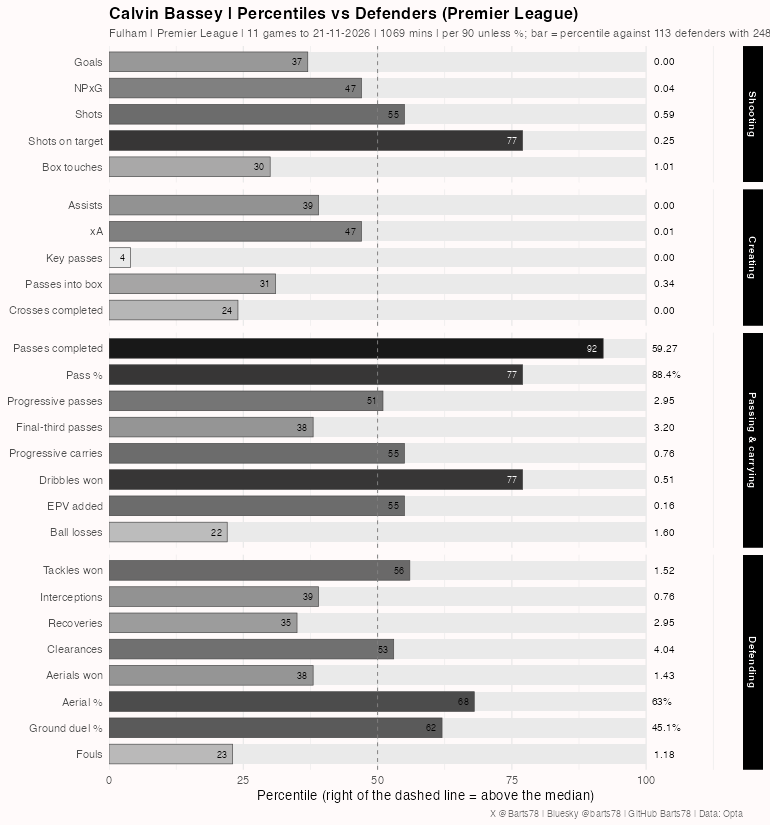 Calvin Bassey | Percentiles vs Defenders (Premier League)
Fulham | Premier League | 11 games to 21-11-2026 | 1069 mins | per 90 unless %; bar = percentile against 113 defenders with 248
Shooting
Goals 37 0.00
NPxG 47 0.04
Shots 55 0.59
Shots on target 77 0.25
Box touches 30 1.01
Creating
Assists 39 0.00
xA 47 0.01
Key passes 4 0.00
Passes into box 31 0.34
Crosses completed 24 0.00
Passing & carrying
Passes completed 92 59.27
Pass % 77 88.4%
Progressive passes 51 2.95
Final-third passes 38 3.20
Progressive carries 55 0.76
Dribbles won 77 0.51
EPV added 55 0.16
Ball losses 22 1.60
Defending
Tackles won 56 1.52
Interceptions 39 0.76
Recoveries 35 2.95
Clearances 53 4.04
Aerials won 38 1.43
Aerial % 68 63%
Ground duel % 62 45.1%
Fouls 23 1.18
0 25 50 75 100
Percentile (right of the dashed line = above the median)
X @Barts78 | Bluesky @barts78 | GitHub Barts78 | Data: Opta